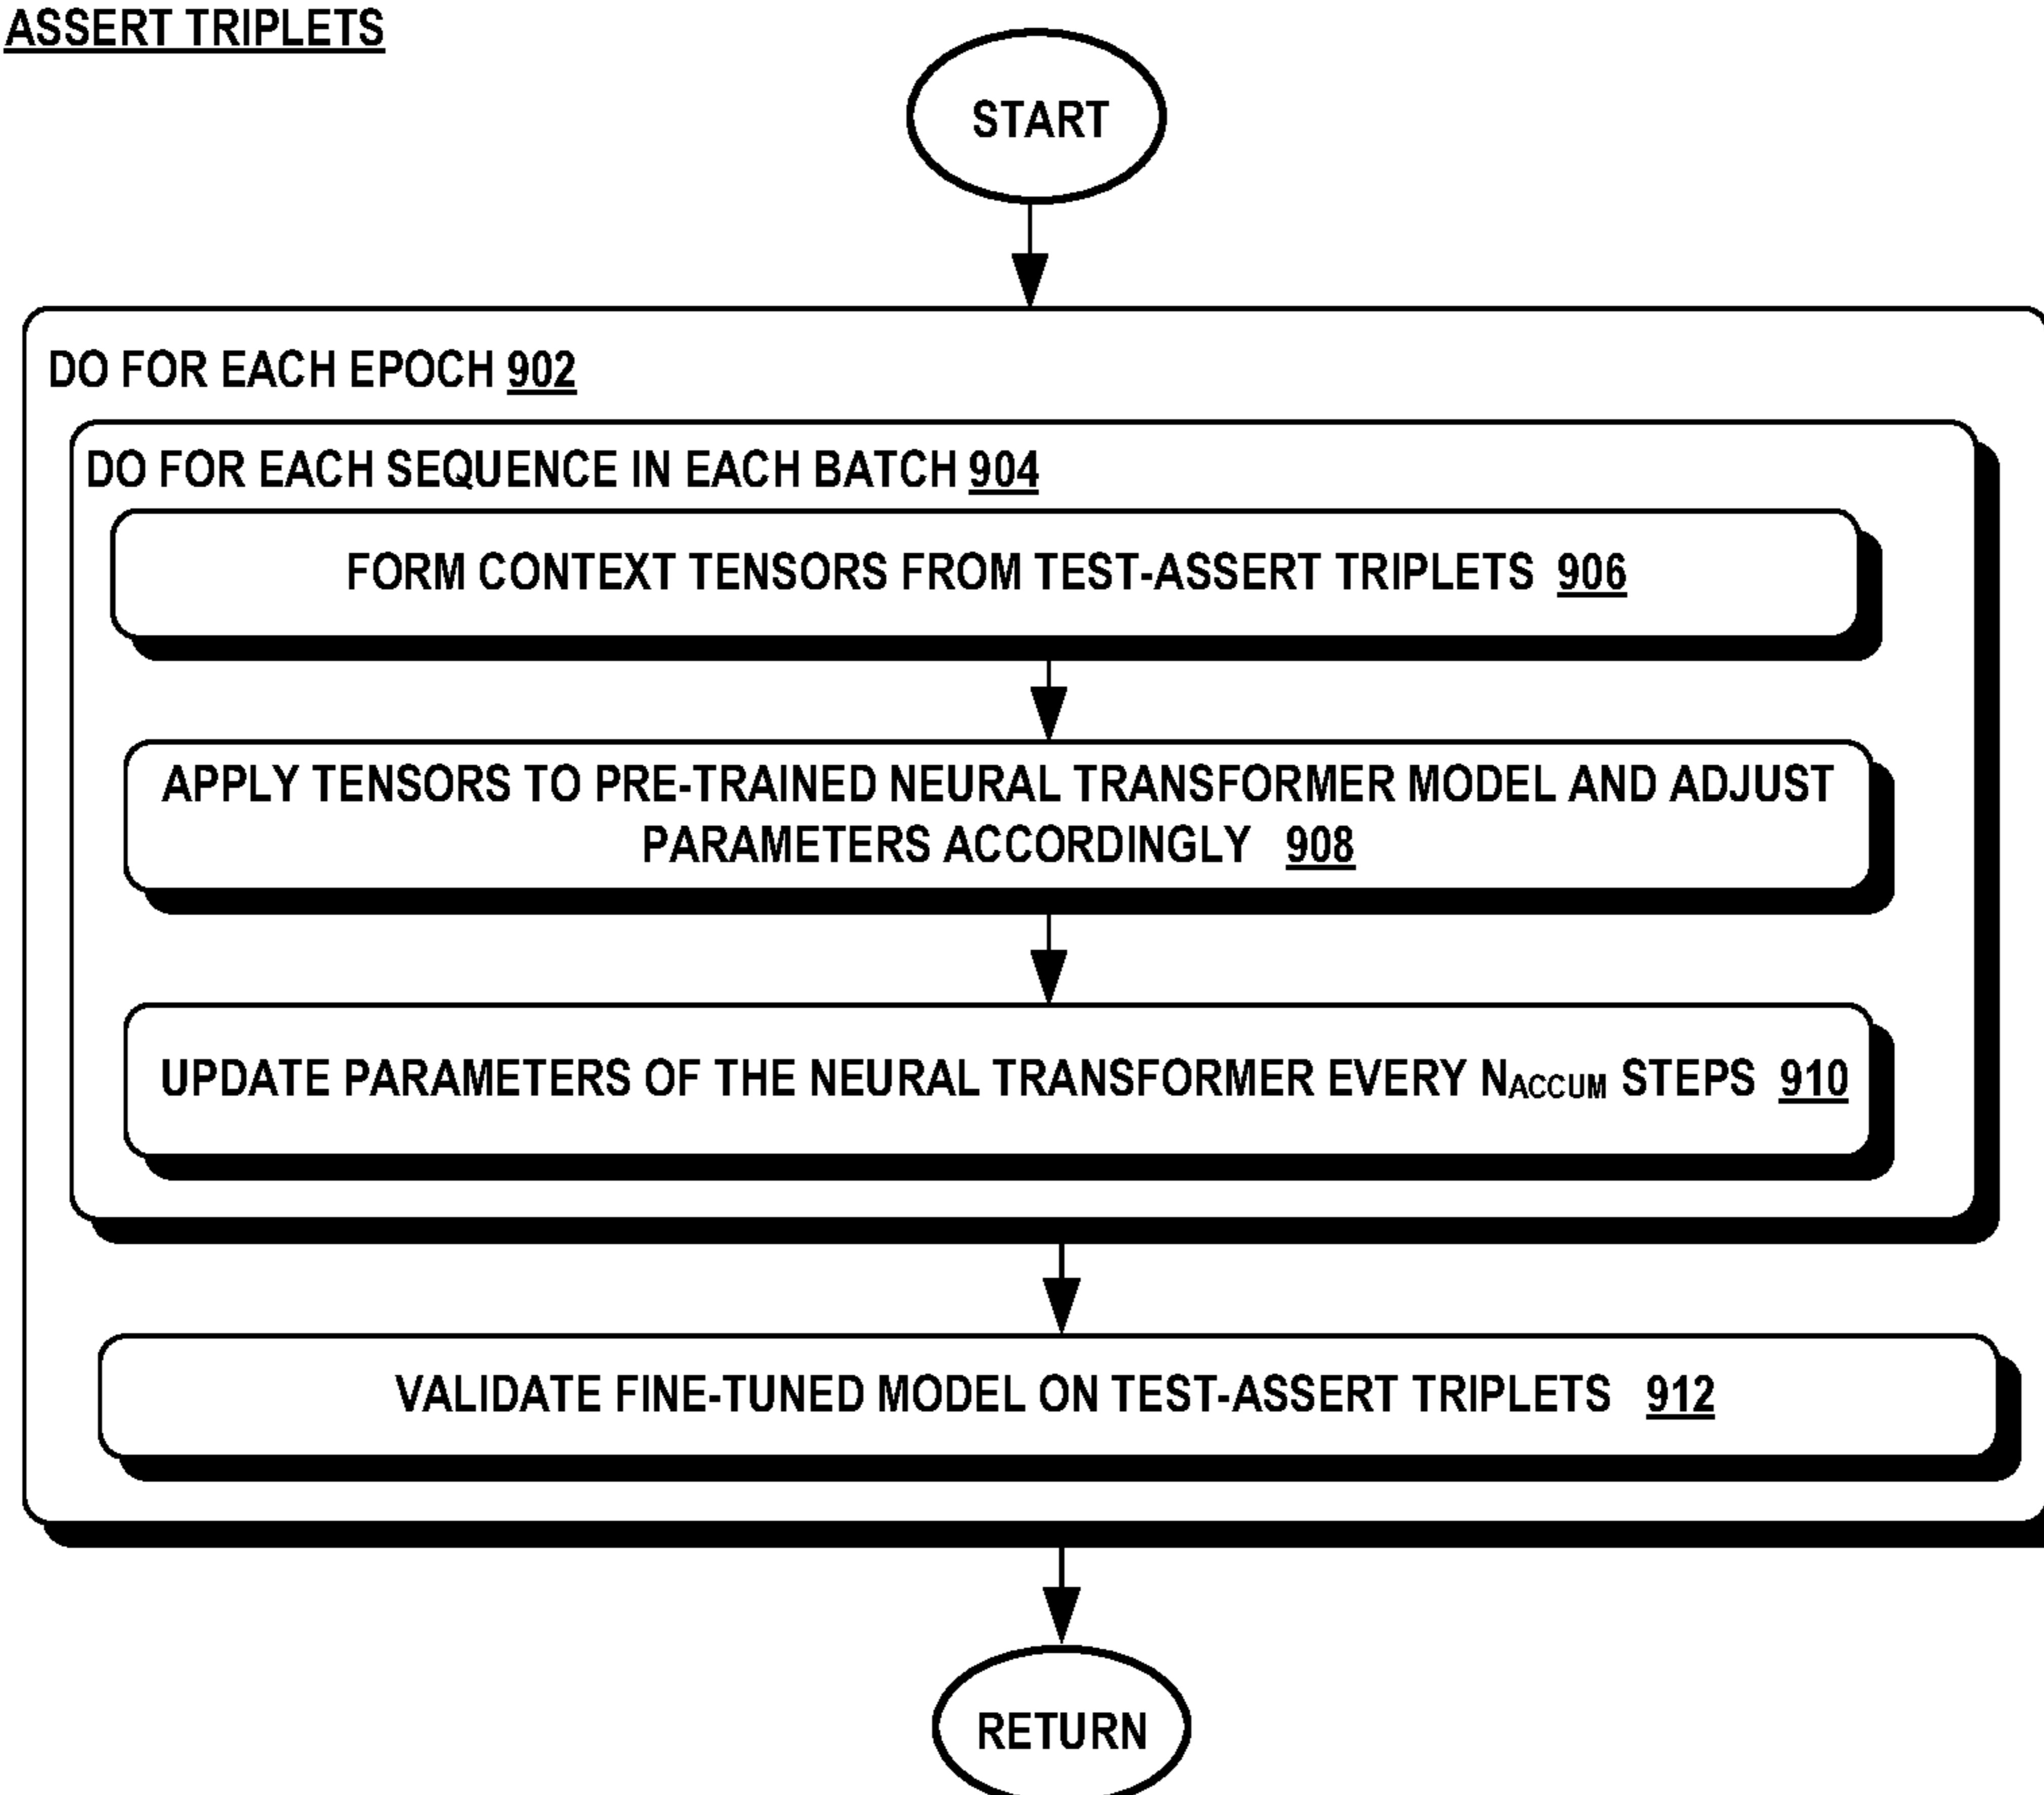 ASSERT TRIPLETS
START
DO FOR EACH EPOCH 902
DO FOR EACH SEQUENCE IN EACH BATCH 904
FORM CONTEXT TENSORS FROM TEST-ASSERT TRIPLETS 906
APPLY TENSORS TO PRE-TRAINED NEURAL TRANSFORMER MODEL AND ADJUST
PARAMETERS ACCORDINGLY 908
UPDATE PARAMETERS OF THE NEURAL TRANSFORMER EVERY NACCUM STEPS 910
VALIDATE FINE-TUNED MODEL ON TEST-ASSERT TRIPLETS 912
RETURN